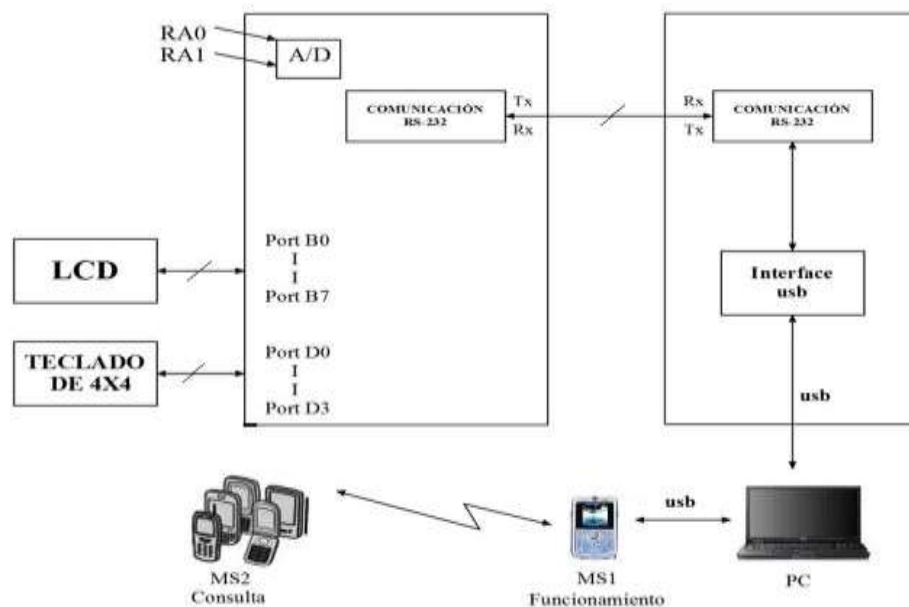 RA0
RA1
A/D
COMUNICACIÓN
RS-232
Tx
Rx
Rx
Tx
COMUNICACIÓN
RS-232
LCD
Port B0
I
I
Port B7
Interface
usb
TECLADO
DE 4X4
Port D0
I
I
Port D3
usb
usb
MS2
Consulta
MS1
Funcionamiento
PC